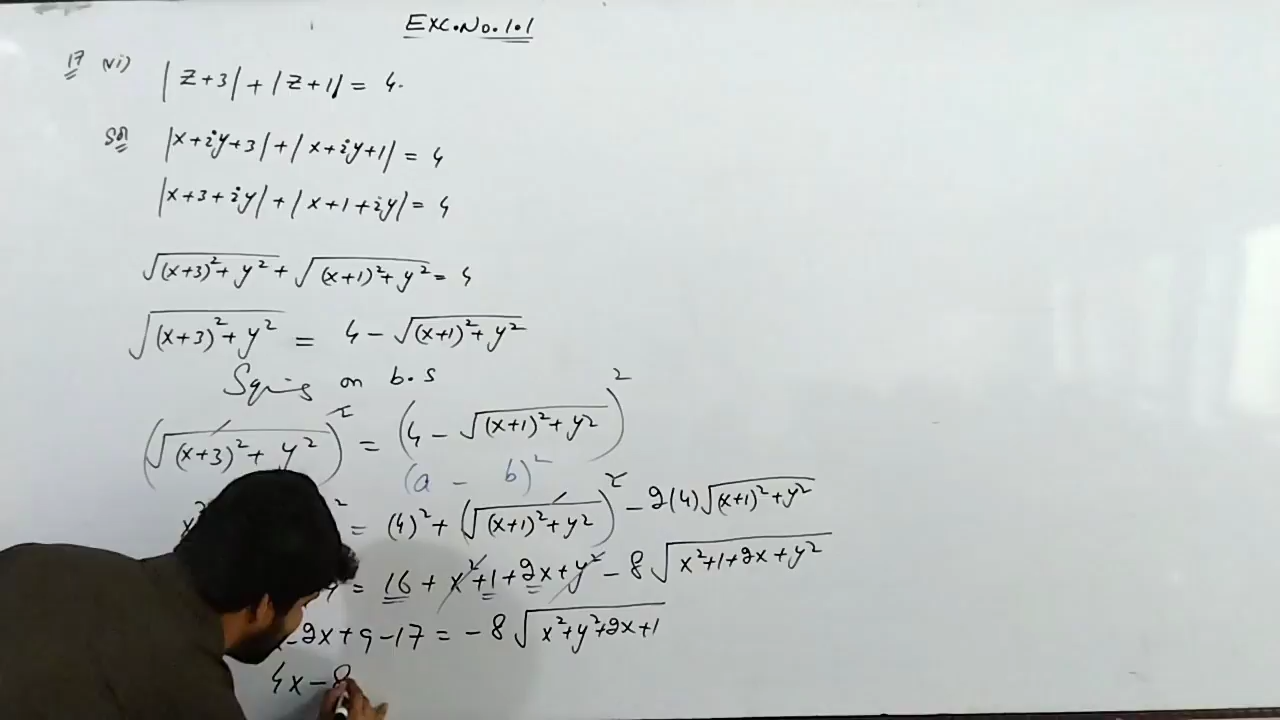 Exc.No.1.1
17 (vi) |z+3|+|z+1| = 4.
Sol |x+iy+3|+|x+iy+1| = 4
|x+3+iy|+|x+1+iy| = 4
√((x+3)²+y²) + √((x+1)²+y²) = 4
√((x+3)²+y²) = 4 - √((x+1)²+y²)
Sqring on b.s
(√((x+3)²+y²))² = (4 - √((x+1)²+y²))²
(a - b)²
= (4)² + (√((x+1)²+y²))² - 2(4)√((x+1)²+y²)
9 = 16 + x²+1+2x+y² - 8√(x²+1+2x+y²)
-2x+9-17 = -8√(x²+y²+2x+1)
4x-8